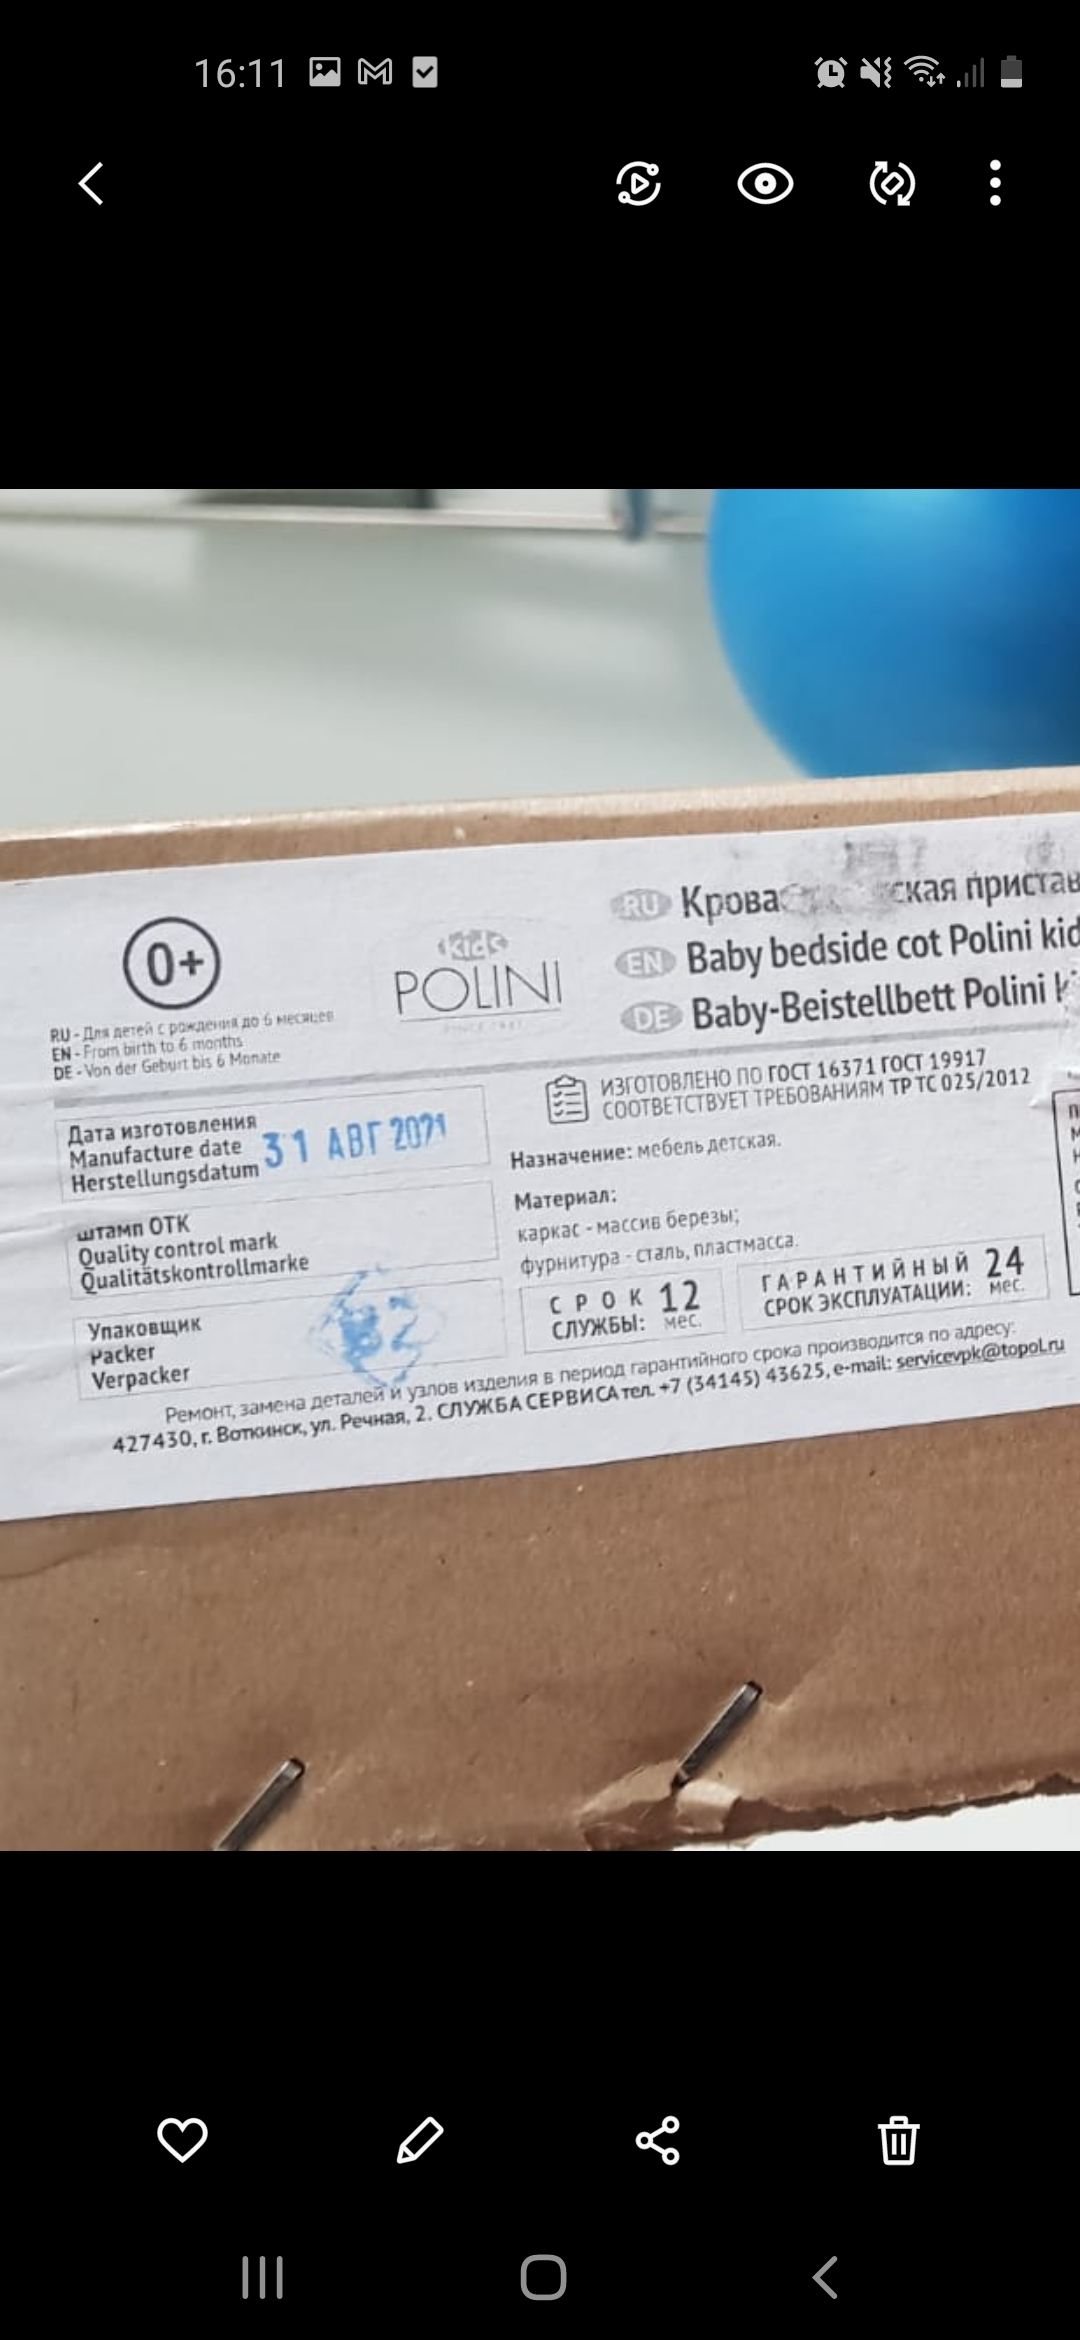 16:11
0+
RU - Для детей с рождения до 6 месяцев
EN - From birth to 6 months
DE - Von der Geburt bis 6 Monate
kids
POLINI
RU
EN Baby bedside cot Polini kid
DE Baby-Beistellbett Polini k
ИЗГОТОВЛЕНО ПО ГОСТ 16371 ГОСТ 19917
СООТВЕТСТВУЕТ ТРЕБОВАНИЯМ ТР ТС 025/2012
Дата изготовления
Manufacture date
Herstellungsdatum
31 АВГ 2021
штамп ОТК
Quality control mark
Qualitätskontrollmarke
Упаковщик
Packer
Verpacker
Назначение: мебель детская.
Материал:
каркас - массив березы;
фурнитура - сталь, пластмасса.
СРОК
СЛУЖБЫ:
12
мес.
ГАРАНТИЙНЫЙ
СРОК ЭКСПЛУАТАЦИИ:
24
мес.
Ремонт, замена деталей и узлов изделия в период гарантийного срока производится по адресу:
427430, г. Воткинск, ул. Речная, 2. СЛУЖБА СЕРВИСА тел. +7 (34145) 43625, e-mail: servicevpk@topol.ru